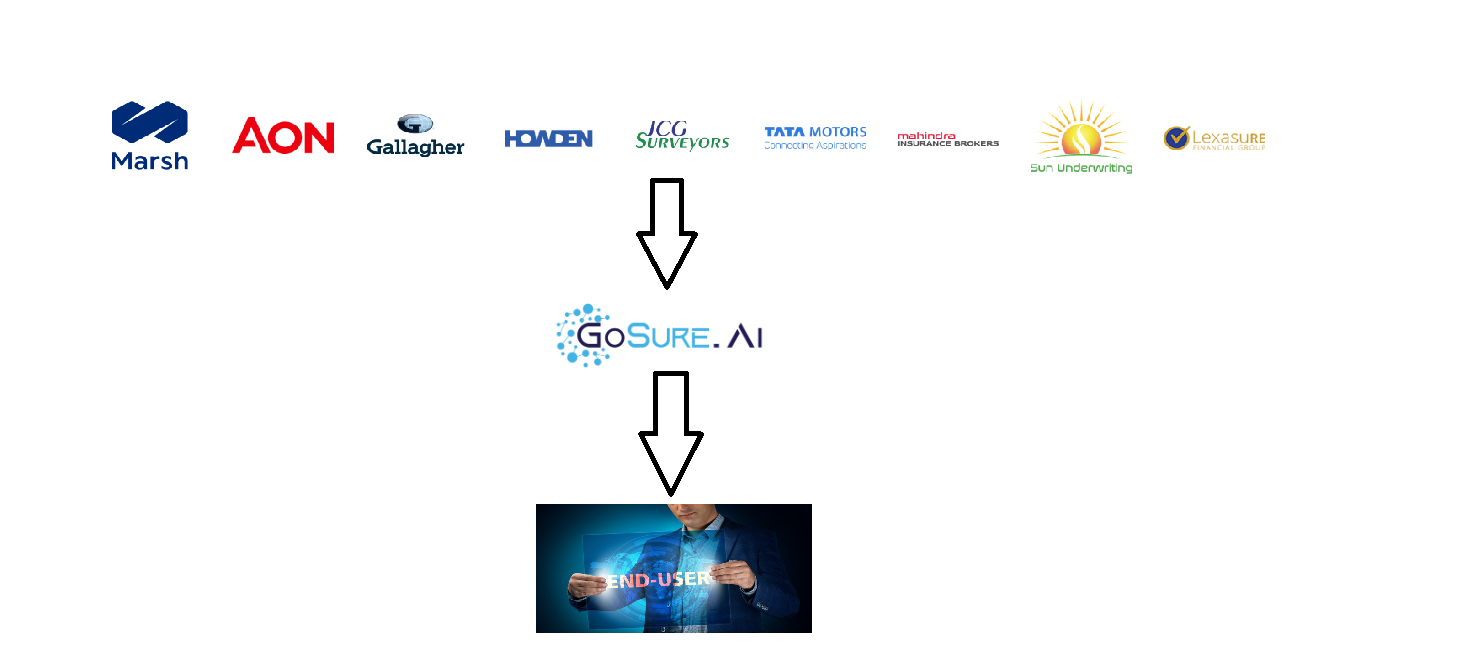 Marsh
AON
G
Gallagher
HOWDEN
JCG
SURVEYORS
TATA MOTORS
Connecting Aspirations
mahindra
INSURANCE BROKERS
Sun Underwriting
LEXASURE
FINANCIAL GROUP
GOSURE.AI
END-USER